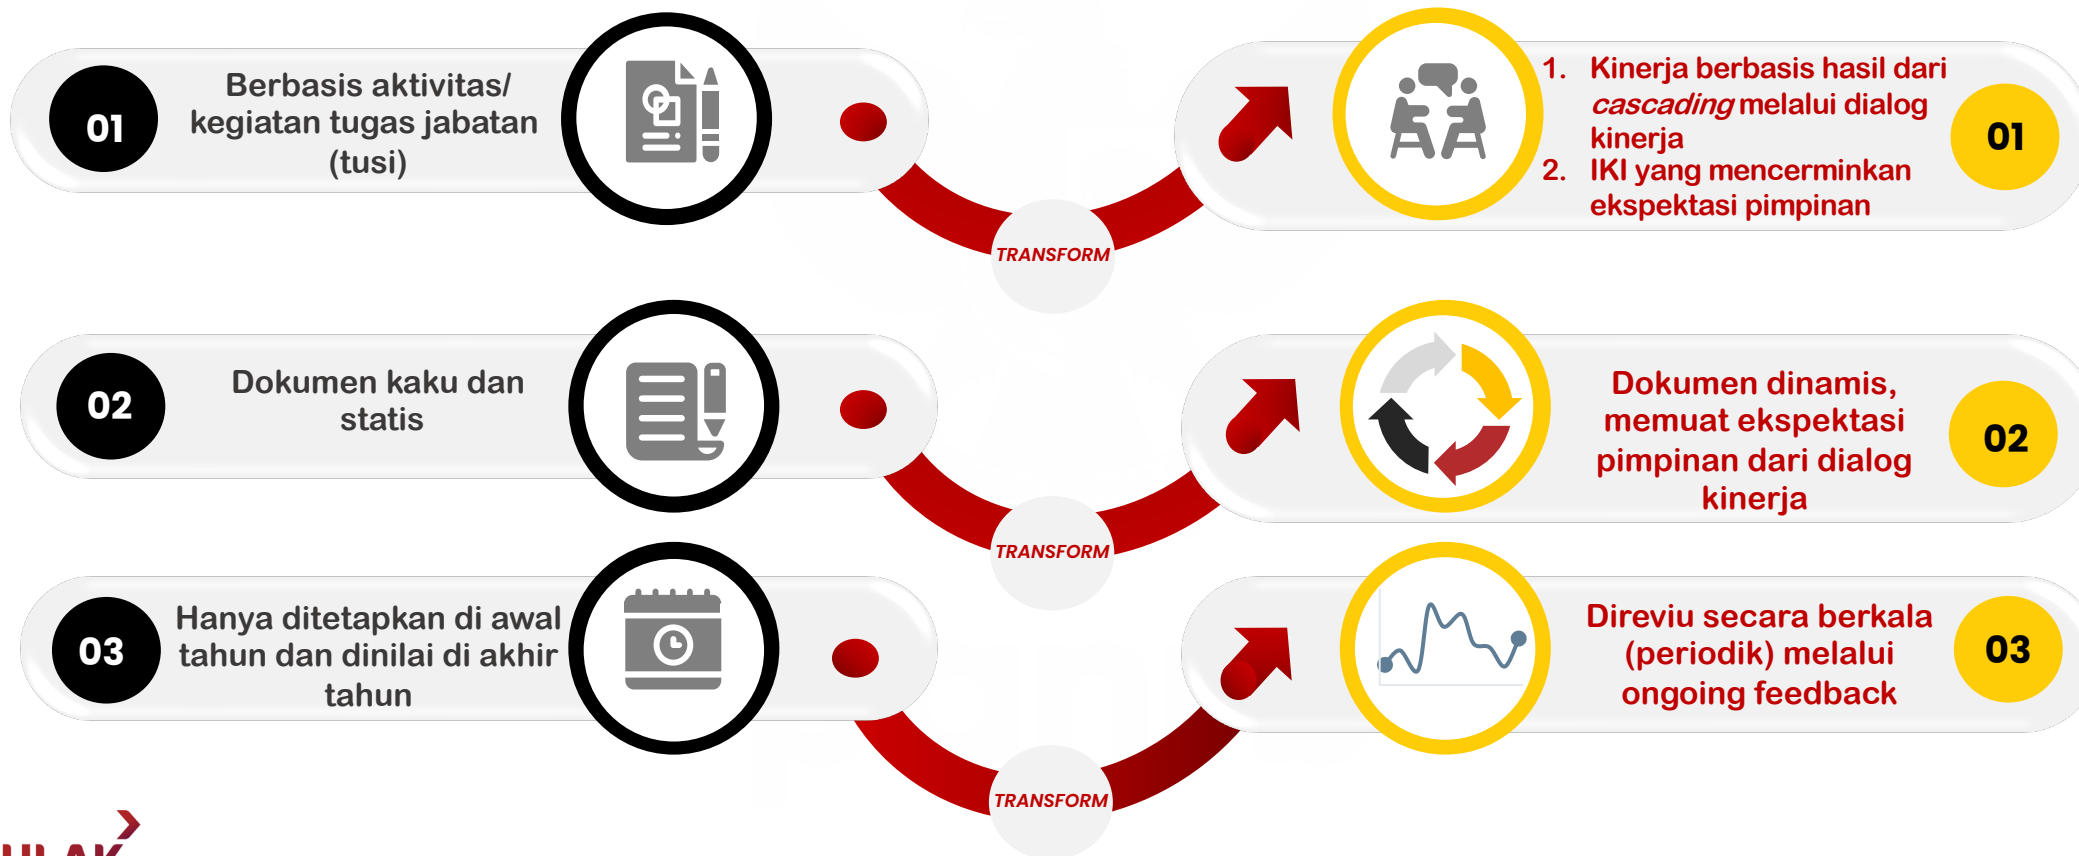 01
Berbasis aktivitas/
kegiatan tugas jabatan
(tusi)
TRANSFORM
1. Kinerja berbasis hasil dari
cascading melalui dialog
kinerja
2. IKI yang mencerminkan
ekspektasi pimpinan
01
02
Dokumen kaku dan
statis
TRANSFORM
Dokumen dinamis,
memuat ekspektasi
pimpinan dari dialog
kinerja
02
03
Hanya ditetapkan di awal
tahun dan dinilai di akhir
tahun
TRANSFORM
Direviu secara berkala
(periodik) melalui
ongoing feedback
03